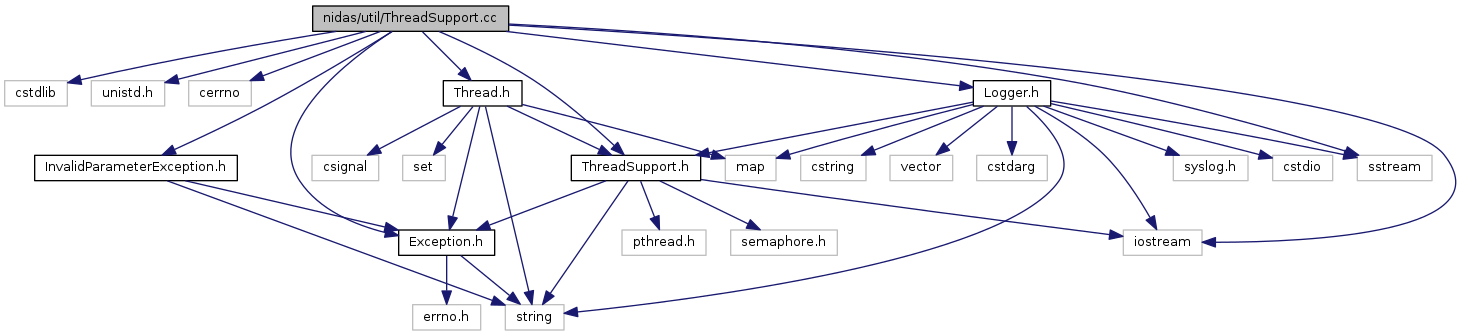 nidas/util/ThreadSupport.cc
cstdlib
unistd.h
cerrno
Thread.h
Logger.h
InvalidParameterException.h
csignal
set
ThreadSupport.h
map
cstring
vector
cstdarg
syslog.h
cstdio
sstream
Exception.h
pthread.h
semaphore.h
iostream
errno.h
string